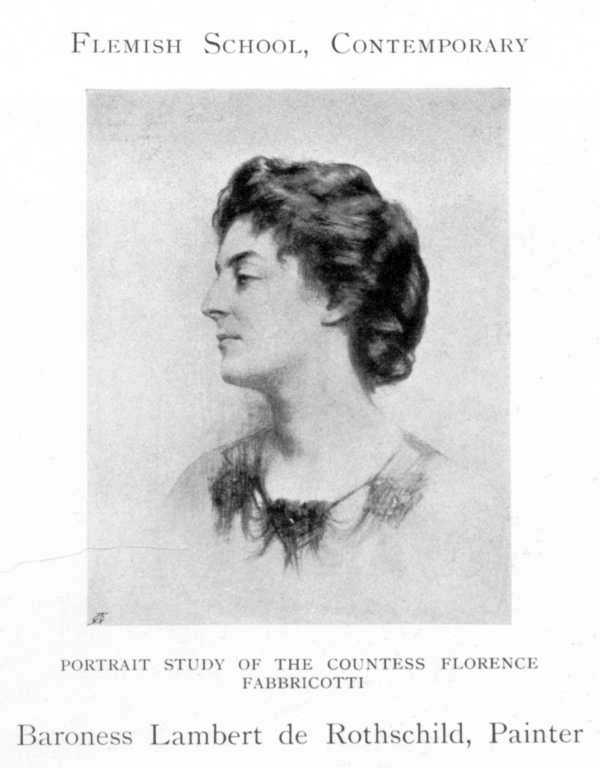 FLEMISH SCHOOL, CONTEMPORARY
PORTRAIT STUDY OF THE COUNTESS FLORENCE
FABBRICOTTI
Baroness Lambert de Rothschild, Painter